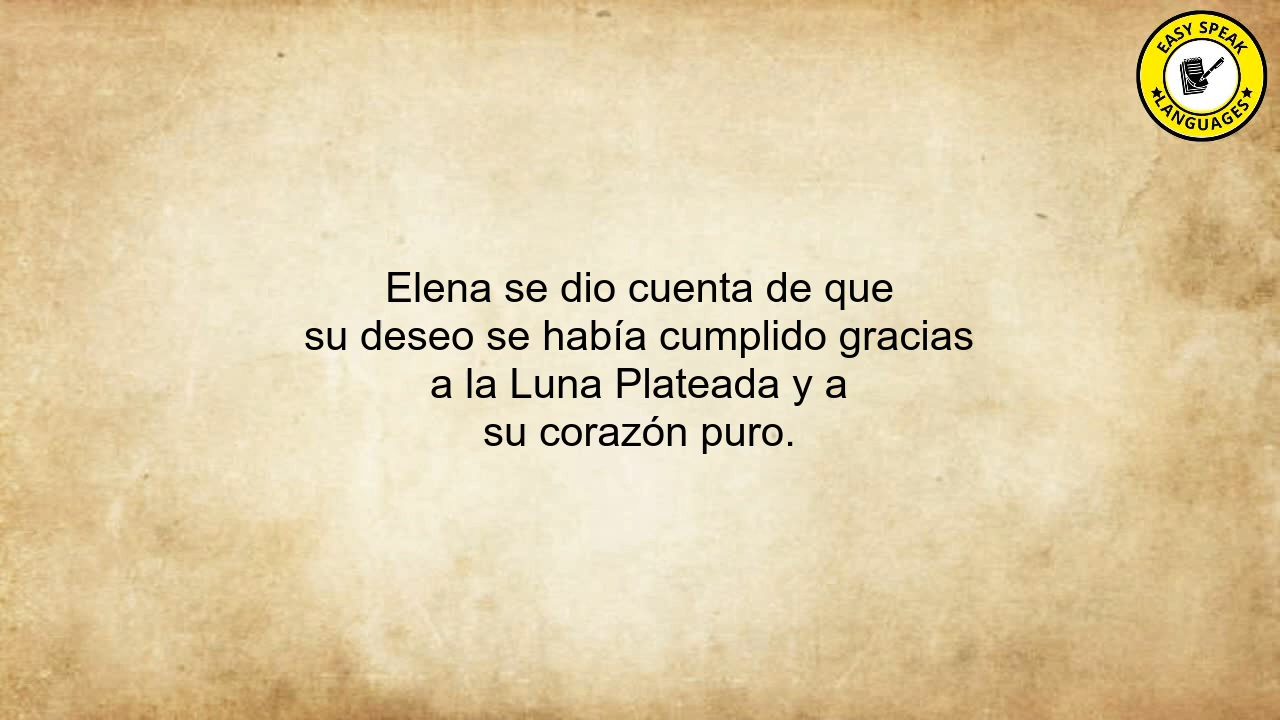 EASY SPEAK
LANGUAGES
Elena se dio cuenta de que
su deseo se había cumplido gracias
a la Luna Plateada y a
su corazón puro.